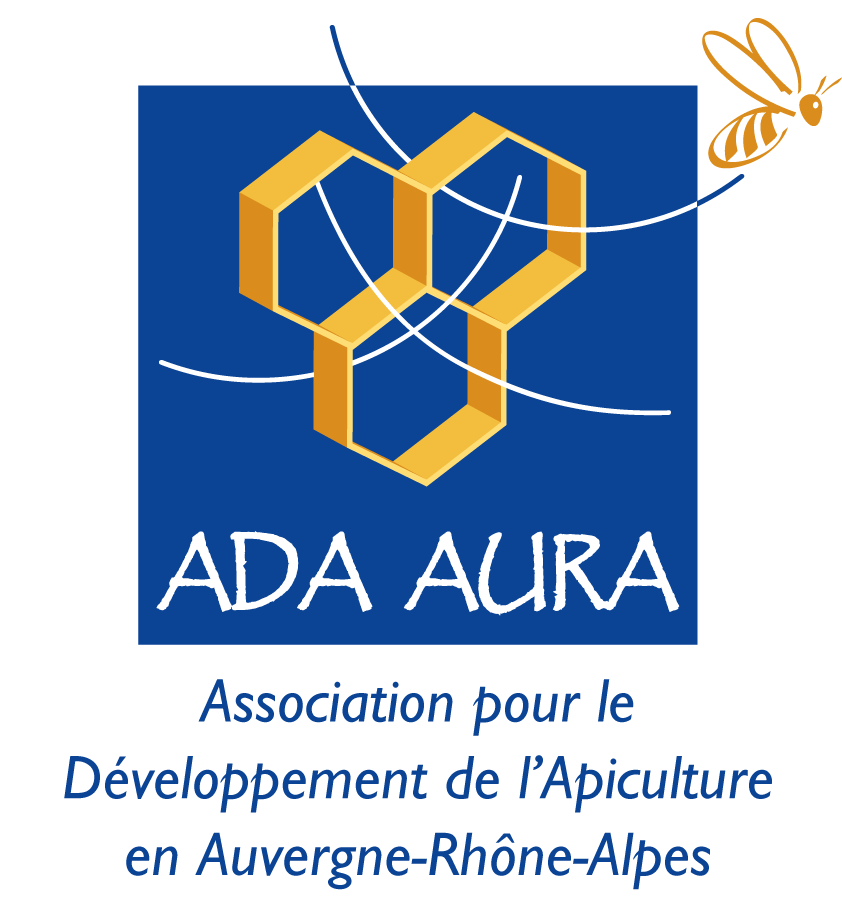 ADA AURA
Association pour le
Développement de l’Apiculture
en Auvergne-Rhône-Alpes